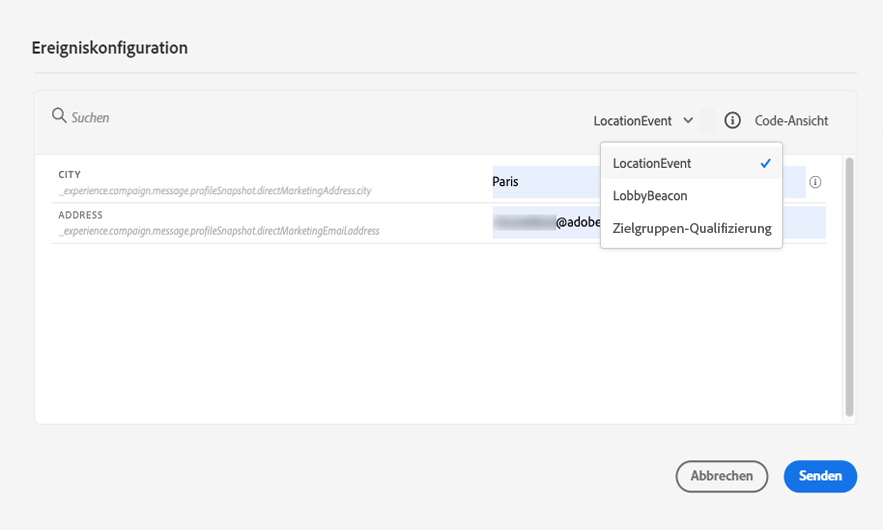 Ereigniskonfiguration
Suchen
LocationEvent
Code-Ansicht
LocationEvent
LobbyBeacon
Zielgruppen-Qualifizierung
CITY
_experience.campaign.message.profileSnapshot.directMarketingAddress.city
Paris
ADDRESS
_experience.campaign.message.profileSnapshot.directMarketingEmail.address
@adobe
Abbrechen
Senden